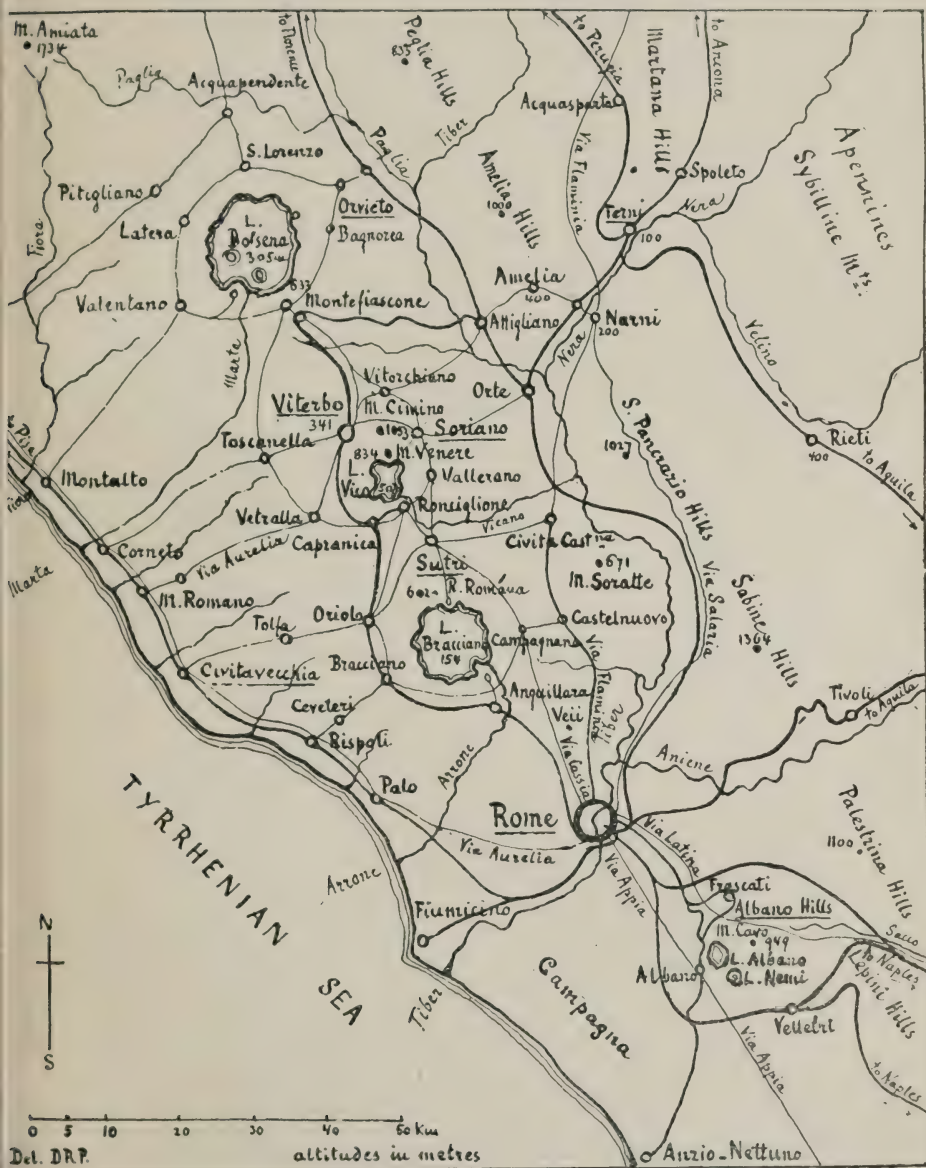 M. Amiata
1734
Paglia
Acquapendente
to Florence
Peglia Hills
835
Tiber
to Perugia
Martana Hills
to Ancona
Acquasparta
Via Flaminia
Spoleto
Apennines
Sybilline Mts.
S. Lorenzo
Paglia
Pitigliano
Orvieto
Amelia Hills
1000
Terni
100
Nera
Latera
L. Bolsena
305m
Bagnorea
Fiora
633
Amelia
400
Valentano
Montefiascone
Attigliano
Narni
200
Velino
Marta
Nera
Vitorchiano
Orte
Viterbo
341
M. Cimino
1053
Soriano
S. Pancrazio Hills
1027
Rieti
400
to Aquila
Toscanella
834
M. Venere
L. Vico
Vallerano
Pisa
Montalto
Ronciglione
Vetralla
Vicano
Capranica
Civita Castna
Corneto
Via Aurelia
Sutri
671
M. Soratte
Via Salaria
Marta
M. Romano
602
R. Romana
Sabine Hills
1364
Oriolo
Tolfa
L. Bracciano
154
Campagnano
Castelnuovo
Via Flaminia
Civitavecchia
Bracciano
Anguillara
Tiber
Tivoli
to Aquila
Ceveteri
Veii
Via Cassia
Rispoli
Arrone
Aniene
Palo
Rome
Via Latina
Palestrina Hills
1100
TYRRHENIAN SEA
Via Aurelia
Arrone
Via Appia
Frascati
Albano Hills
Fiumicino
M. Cavo
949
Sacco
L. Albano
to Naples
N
Albano
L. Nemi
Lepini Hills
Campagna
Tiber
Velletri
Via Appia
to Naples
S
0 5 10 20 30 40 50 Km
Del. DRP.
altitudes in metres
Anzio-Nettuno